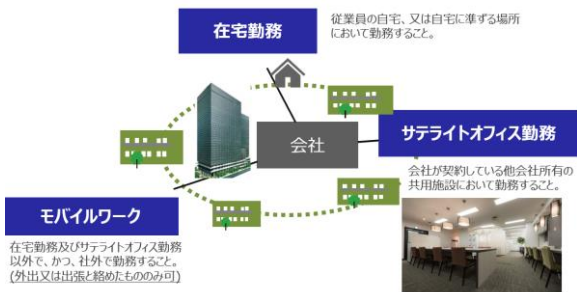 在宅勤務
従業員の自宅、又は自宅に準ずる場所
において勤務すること。
会社
サテライトオフィス勤務
会社が契約している他会社所有の
共用施設において勤務すること。
モバイルワーク
在宅勤務及びサテライトオフィス勤務
以外で、かつ、社外で勤務すること。
(外出又は出張と絡めたもののみ可)